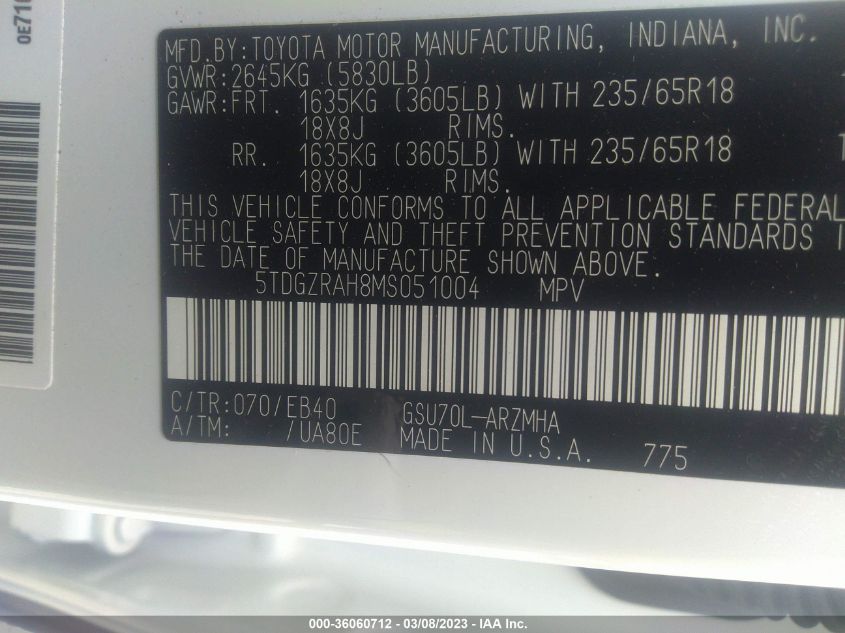 0E71
MFD.BY:TOYOTA MOTOR MANUFACTURING, INDIANA, INC.
GVWR:2645KG (5830LB)
GAWR:FRT. 1635KG (3605LB) WITH 235/65R18
18X8J RIMS.
RR. 1635KG (3605LB) WITH 235/65R18
18X8J RIMS.
THIS VEHICLE CONFORMS TO ALL APPLICABLE FEDERAL
VEHICLE SAFETY AND THEFT PREVENTION STANDARDS I
THE DATE OF MANUFACTURE SHOWN ABOVE.
5TDGZRAH8MS051004 MPV
C/TR:070/EB40 GSU70L-ARZMHA
A/TM: /UA80E MADE IN U.S.A. 775
000-36060712 - 03/08/2023 - IAA Inc.